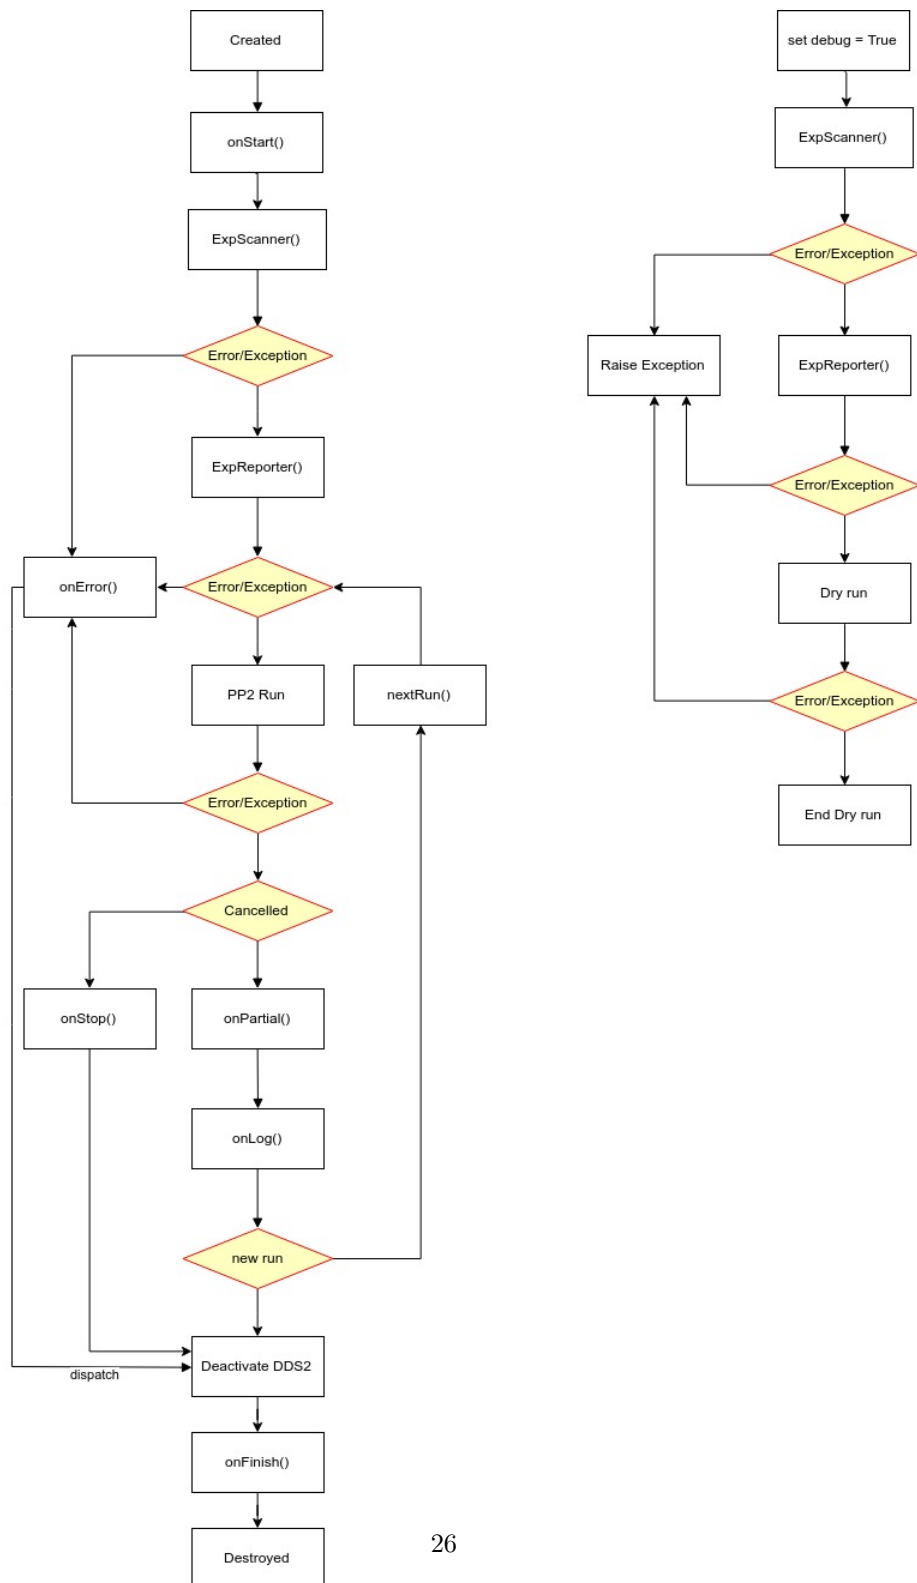 Created
onStart()
ExpScanner()
Error/Exception
ExpReporter()
onError()
Error/Exception
PP2 Run
nextRun()
Error/Exception
Cancelled
onStop()
onPartial()
onLog()
new run
Deactivate DDS2
dispatch
onFinish()
Destroyed
set debug = True
ExpScanner()
Error/Exception
Raise Exception
ExpReporter()
Error/Exception
Dry run
Error/Exception
End Dry run
26